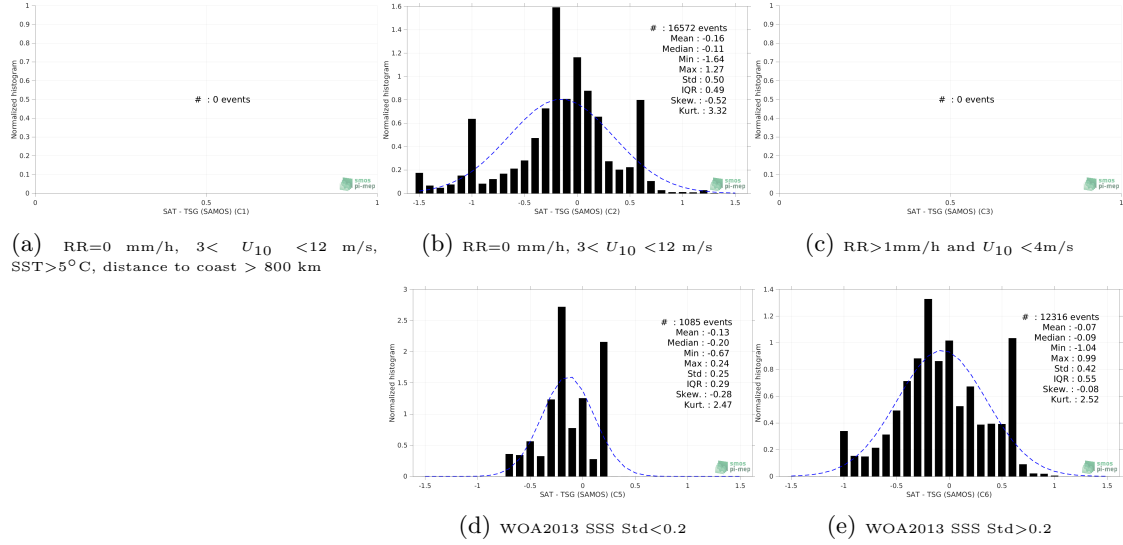 1
0.9
0.8
0.7
0.6
0.5
0.4
0.3
0.2
0.1
0
Normalized histogram
# : 0 events
smos
pi-mep
0 0.5 1
SAT - TSG (SAMOS) (C1)
1.6
1.4
1.2
1
0.8
0.6
0.4
0.2
0
Normalized histogram
# : 16572 events
Mean : -0.16
Median : -0.11
Min : -1.64
Max : 1.27
Std : 0.50
IQR : 0.49
Skew. : -0.52
Kurt. : 3.32
smos
pi-mep
-1.5 -1 -0.5 0 0.5 1 1.5
SAT - TSG (SAMOS) (C2)
1
0.9
0.8
0.7
0.6
0.5
0.4
0.3
0.2
0.1
0
Normalized histogram
# : 0 events
smos
pi-mep
0 0.5 1
SAT - TSG (SAMOS) (C3)
(a) RR=0 mm/h, 3< U10 <12 m/s,
SST>5°C, distance to coast > 800 km
(b) RR=0 mm/h, 3< U10 <12 m/s
(c) RR>1mm/h and U10 <4m/s
3
2.5
2
1.5
1
0.5
0
Normalized histogram
# : 1085 events
Mean : -0.13
Median : -0.20
Min : -0.67
Max : 0.24
Std : 0.25
IQR : 0.29
Skew. : -0.28
Kurt. : 2.47
smos
pi-mep
-1.5 -1 -0.5 0 0.5 1 1.5
SAT - TSG (SAMOS) (C5)
1.4
1.2
1
0.8
0.6
0.4
0.2
0
Normalized histogram
# : 12316 events
Mean : -0.07
Median : -0.09
Min : -1.04
Max : 0.99
Std : 0.42
IQR : 0.55
Skew. : -0.08
Kurt. : 2.52
smos
pi-mep
-1.5 -1 -0.5 0 0.5 1 1.5
SAT - TSG (SAMOS) (C6)
(d) WOA2013 SSS Std<0.2
(e) WOA2013 SSS Std>0.2